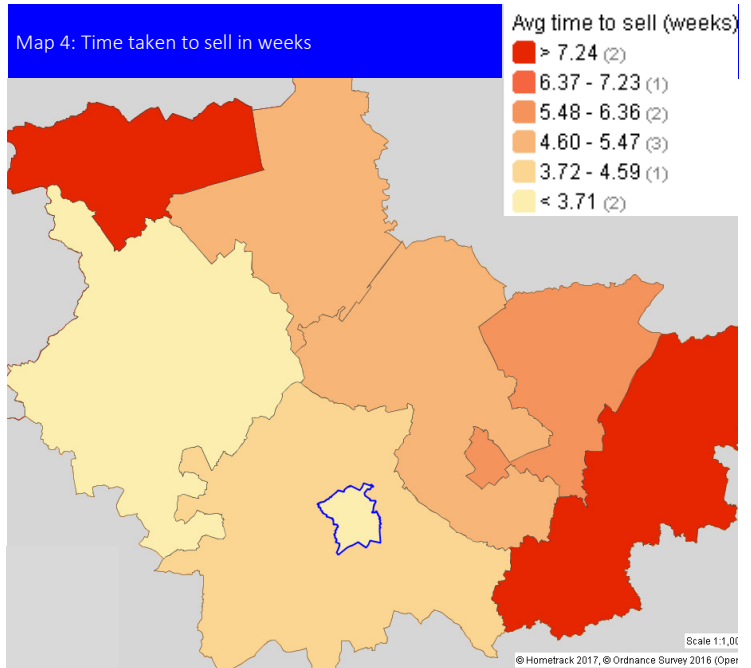 Map 4: Time taken to sell in weeks
Avg time to sell (weeks)
> 7.24 (2)
6.37 - 7.23 (1)
5.48 - 6.36 (2)
4.60 - 5.47 (3)
3.72 - 4.59 (1)
< 3.71 (2)
Scale 1:1,00
© Hometrack 2017, © Ordnance Survey 2016 (Oper